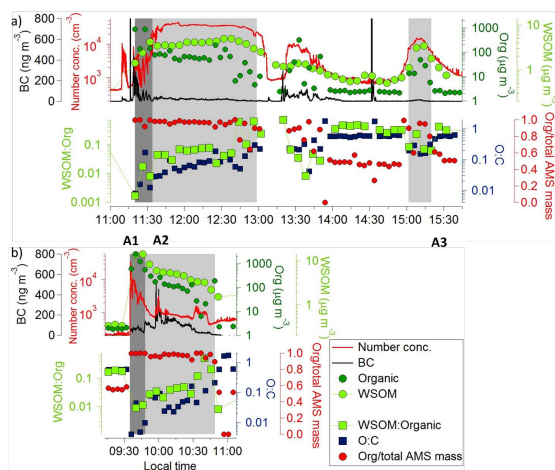 a)
BC (ng m⁻³)
800
600
400
200
0
Number conc. (cm⁻³)
10⁴
10³
1000
100
10
1
Org (µg m⁻³)
10
1
WSOM (µg m⁻³)
WSOM:Org
0.1
0.01
0.001
1
0.1
0.01
O:C
1.0
0.8
0.6
0.4
0.2
0.0
Org/total AMS mass
11:00 11:30 12:00 12:30 13:00 13:30 14:00 14:30 15:00 15:30
A1 A2 A3
b)
BC (ng m⁻³)
800
600
400
200
0
Number conc. (cm⁻³)
10⁴
10³
1000
100
10
1
Org (µg m⁻³)
10
1
WSOM (µg m⁻³)
WSOM:Org
0.1
0.01
0.1
0.01
O:C
1.0
0.8
0.6
0.4
0.2
0.0
Org/total AMS mass
09:30 10:00 10:30 11:00
Local time
Number conc.
BC
Organic
WSOM
WSOM:Organic
O:C
Org/total AMS mass